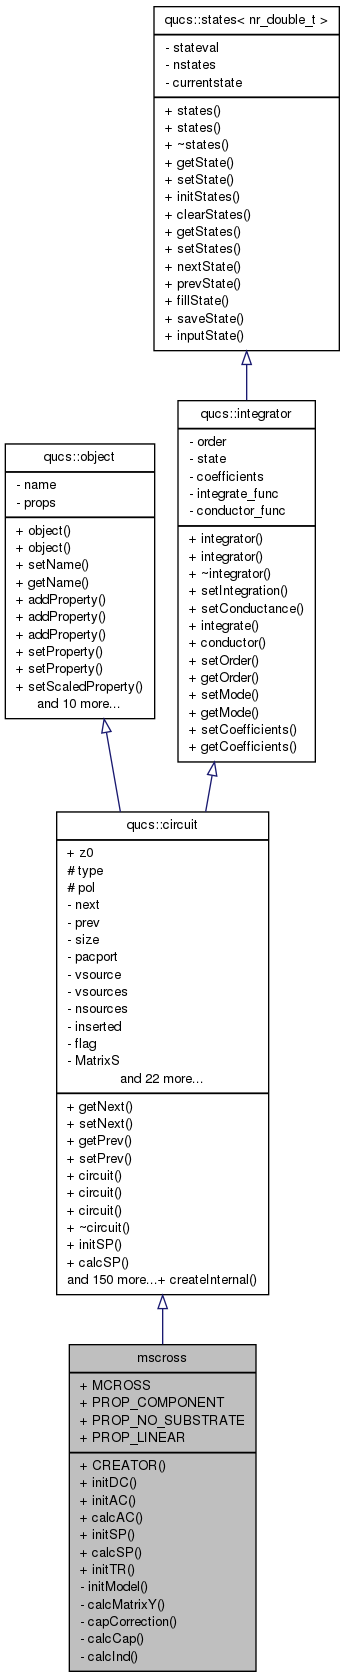 qucs::states< nr_double_t >
- stateval
- nstates
- currentstate
+ states()
+ states()
+ ~states()
+ getState()
+ setState()
+ initStates()
+ clearStates()
+ getStates()
+ setStates()
+ nextState()
+ prevState()
+ fillState()
+ saveState()
+ inputState()
qucs::integrator
- order
- state
- coefficients
- integrate_func
- conductor_func
+ integrator()
+ integrator()
+ ~integrator()
+ setIntegration()
+ setConductance()
+ integrate()
+ conductor()
+ setOrder()
+ getOrder()
+ setMode()
+ getMode()
+ setCoefficients()
+ getCoefficients()
qucs::object
- name
- props
+ object()
+ object()
+ setName()
+ getName()
+ addProperty()
+ addProperty()
+ addProperty()
+ setProperty()
+ setProperty()
+ setScaledProperty()
and 10 more...
qucs::circuit
+ z0
# type
# pol
- next
- prev
- size
- pacport
- vsource
- vsources
- nsources
- inserted
- flag
- MatrixS
and 22 more...
+ getNext()
+ setNext()
+ getPrev()
+ setPrev()
+ circuit()
+ circuit()
+ circuit()
+ ~circuit()
+ initSP()
+ calcSP()
and 150 more...+ createInternal()
mscross
+ MCROSS
+ PROP_COMPONENT
+ PROP_NO_SUBSTRATE
+ PROP_LINEAR
+ CREATOR()
+ initDC()
+ initAC()
+ calcAC()
+ initSP()
+ calcSP()
+ initTR()
- initModel()
- calcMatrixY()
- capCorrection()
- calcCap()
- calcInd()